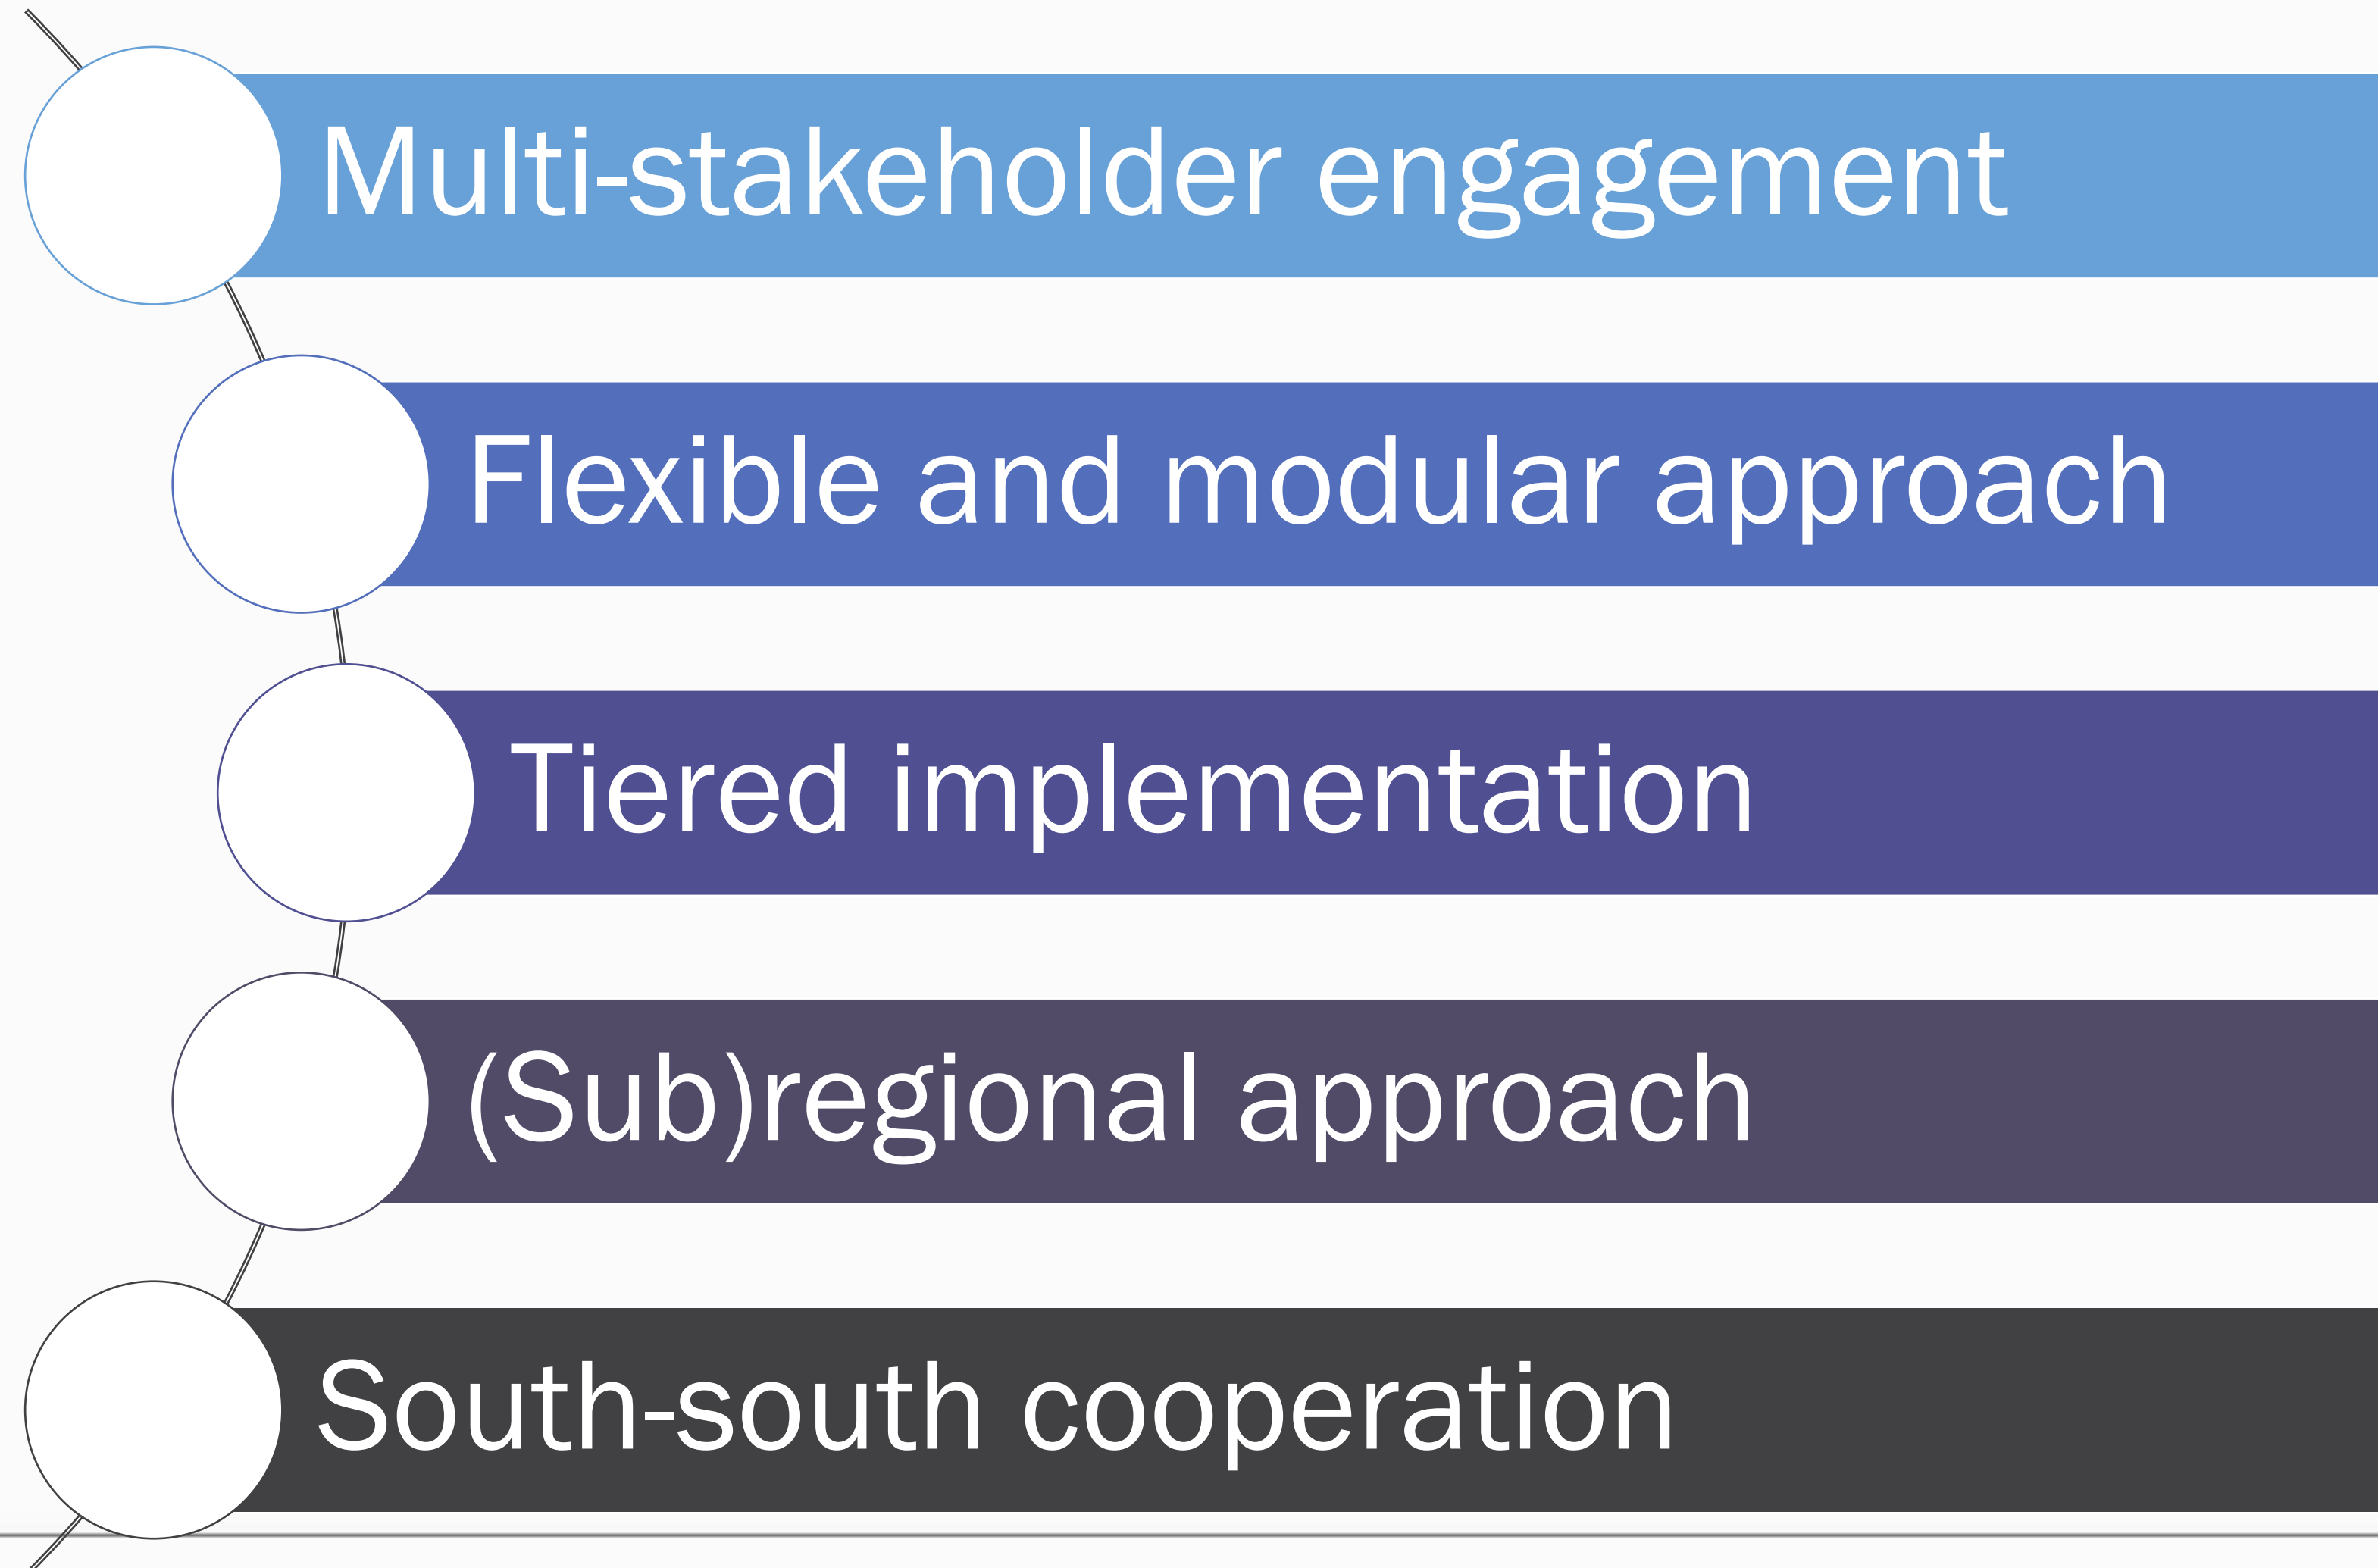 Multi-stakeholder engagement
Flexible and modular approach
Tiered implementation
(Sub)regional approach
South-south cooperation